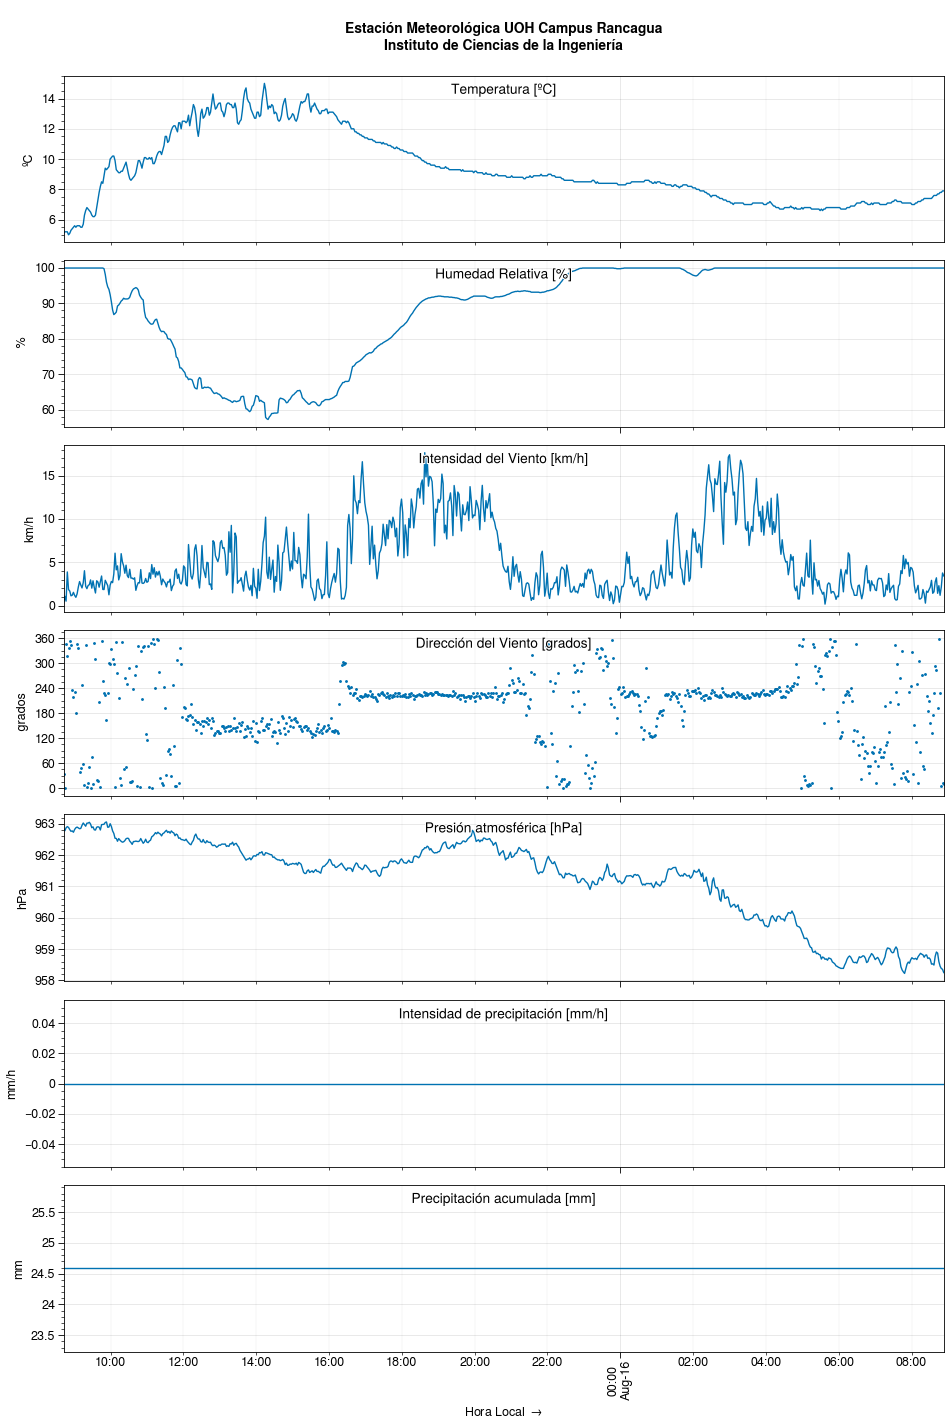 Estación Meteorológica UOH Campus Rancagua
Instituto de Ciencias de la Ingeniería
Temperatura [ºC]
ºC
14
12
10
8
6
Humedad Relativa [%]
%
100
90
80
70
60
Intensidad del Viento [km/h]
km/h
15
10
5
0
Dirección del Viento [grados]
grados
360
300
240
180
120
60
0
Presión atmosférica [hPa]
hPa
963
962
961
960
959
958
Intensidad de precipitación [mm/h]
mm/h
0.04
0.02
0
−0.02
−0.04
Precipitación acumulada [mm]
mm
25.5
25
24.5
24
23.5
10:00 12:00 14:00 16:00 18:00 20:00 22:00 00:00 02:00 04:00 06:00 08:00
Aug-16
Hora Local →